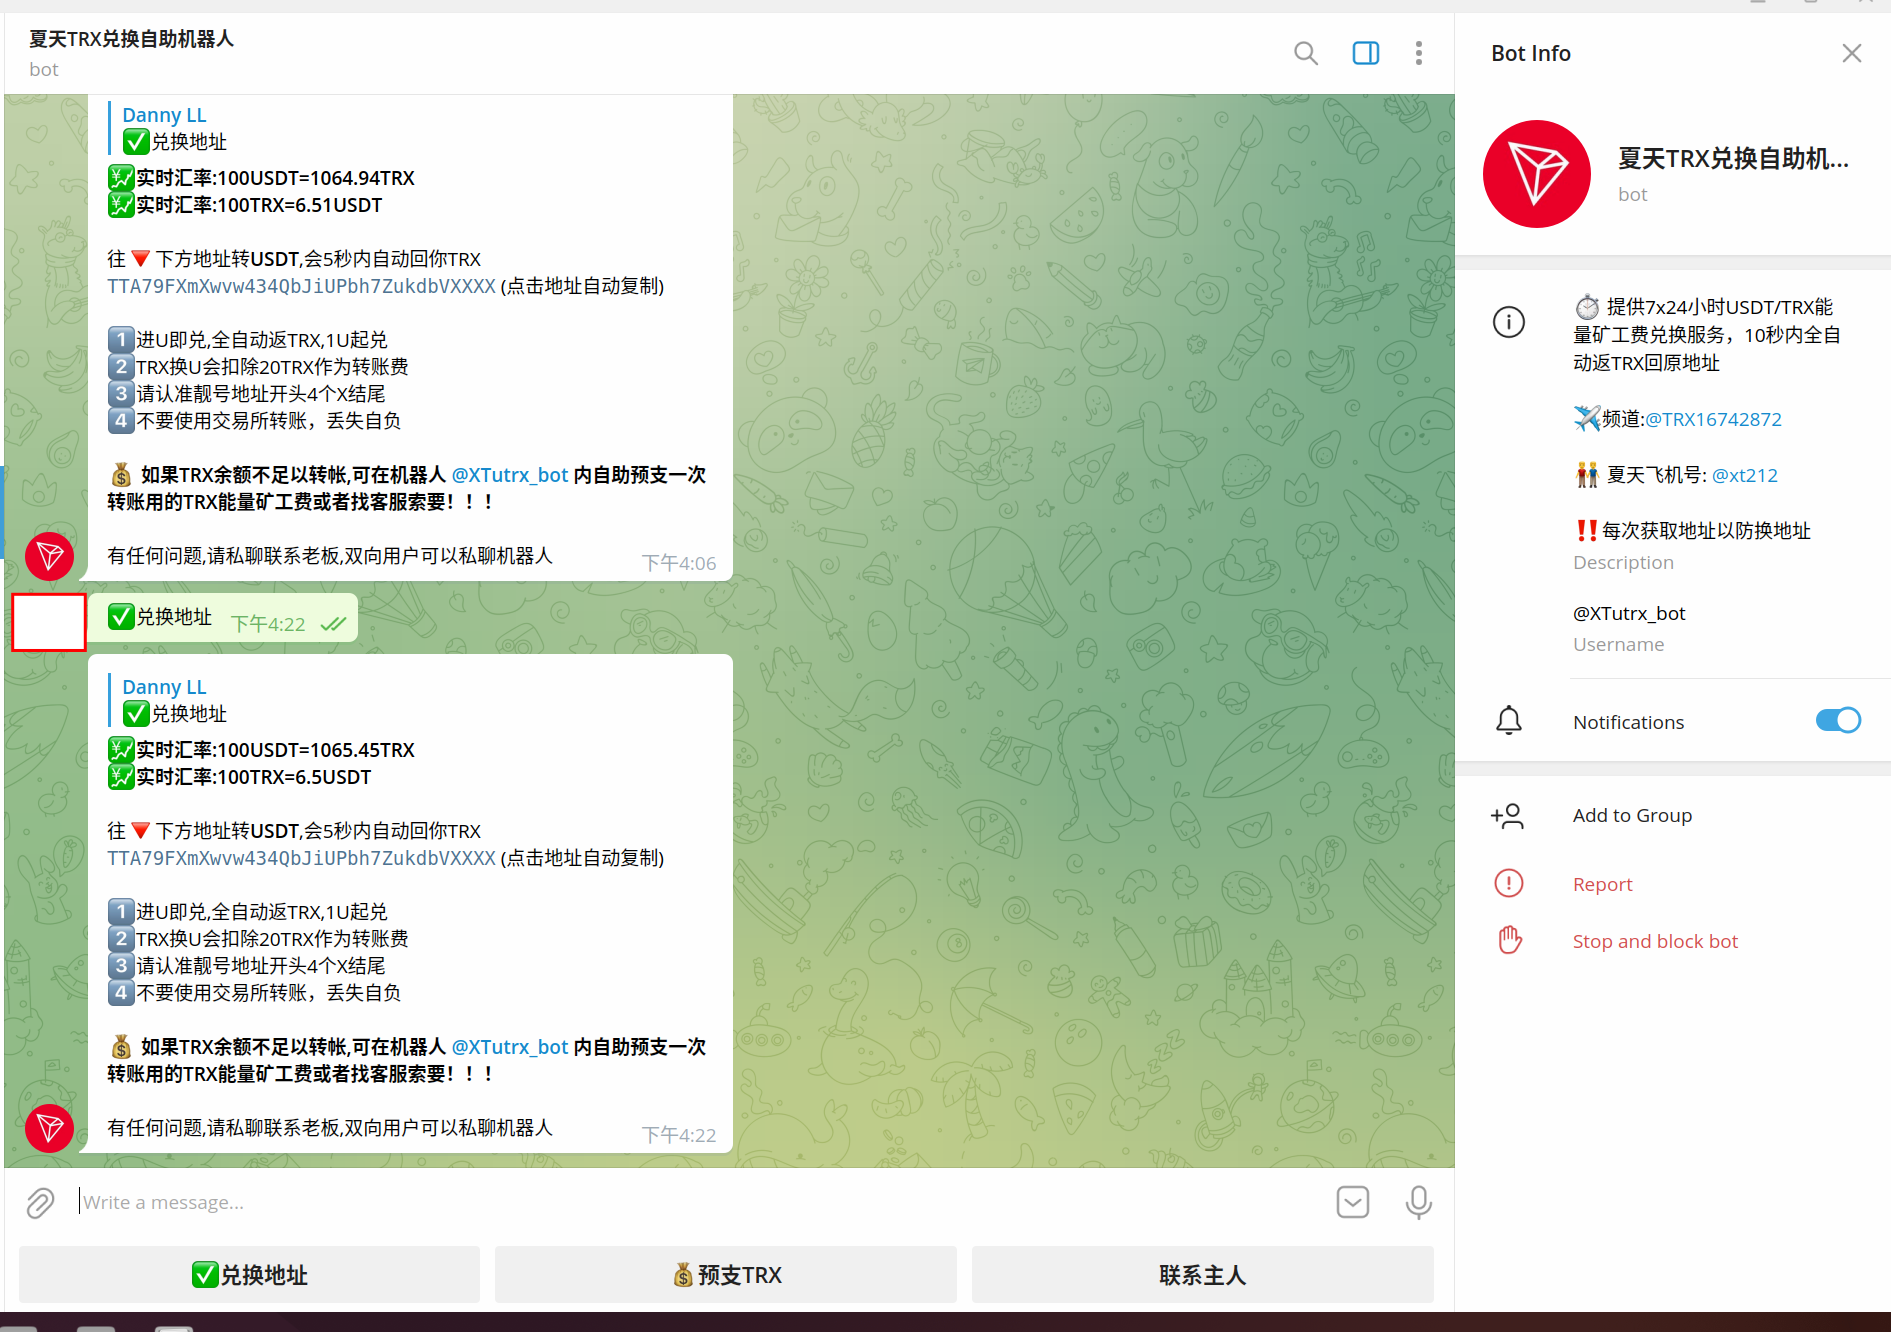 夏天TRX兑换自助机器人
bot
Danny LL
✅兑换地址
💹实时汇率:100USDT=1064.94TRX
💹实时汇率:100TRX=6.51USDT
往🔻下方地址转USDT,会5秒内自动回你TRX
TTA79FXmXwvw434QbJiUPbh7ZukdbVXXXX (点击地址自动复制)
1️⃣进U即兑,全自动返TRX,1U起兑
2️⃣TRX换U会扣除20TRX作为转账费
3️⃣请认准靓号地址开头4个X结尾
4️⃣不要使用交易所转账，丢失自负
💰 如果TRX余额不足以转帐,可在机器人 @XTutrx_bot 内自助预支一次
转账用的TRX能量矿工费或者找客服索要！！！
有任何问题,请私聊联系老板,双向用户可以私聊机器人
下午4:06
✅兑换地址 下午4:22
Danny LL
✅兑换地址
💹实时汇率:100USDT=1065.45TRX
💹实时汇率:100TRX=6.5USDT
往🔻下方地址转USDT,会5秒内自动回你TRX
TTA79FXmXwvw434QbJiUPbh7ZukdbVXXXX (点击地址自动复制)
1️⃣进U即兑,全自动返TRX,1U起兑
2️⃣TRX换U会扣除20TRX作为转账费
3️⃣请认准靓号地址开头4个X结尾
4️⃣不要使用交易所转账，丢失自负
💰 如果TRX余额不足以转帐,可在机器人 @XTutrx_bot 内自助预支一次
转账用的TRX能量矿工费或者找客服索要！！！
有任何问题,请私聊联系老板,双向用户可以私聊机器人
下午4:22
Write a message...
✅兑换地址
💰预支TRX
联系主人
Bot Info
夏天TRX兑换自助机...
bot
⏱ 提供7x24小时USDT/TRX能
量矿工费兑换服务，10秒内全自
动返TRX回原地址
✈️频道:@TRX16742872
👬 夏天飞机号: @xt212
‼️每次获取地址以防换地址
Description
@XTutrx_bot
Username
Notifications
Add to Group
Report
Stop and block bot